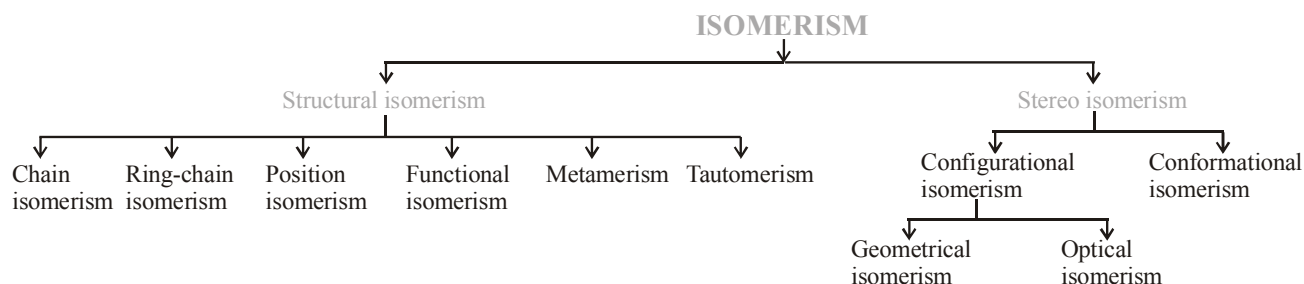 ISOMERISM
Structural isomerism
Stereo isomerism
Chain
isomerism
Ring-chain
isomerism
Position
isomerism
Functional
isomerism
Metamerism
Tautomerism
Configurational
isomerism
Conformational
isomerism
Geometrical
isomerism
Optical
isomerism